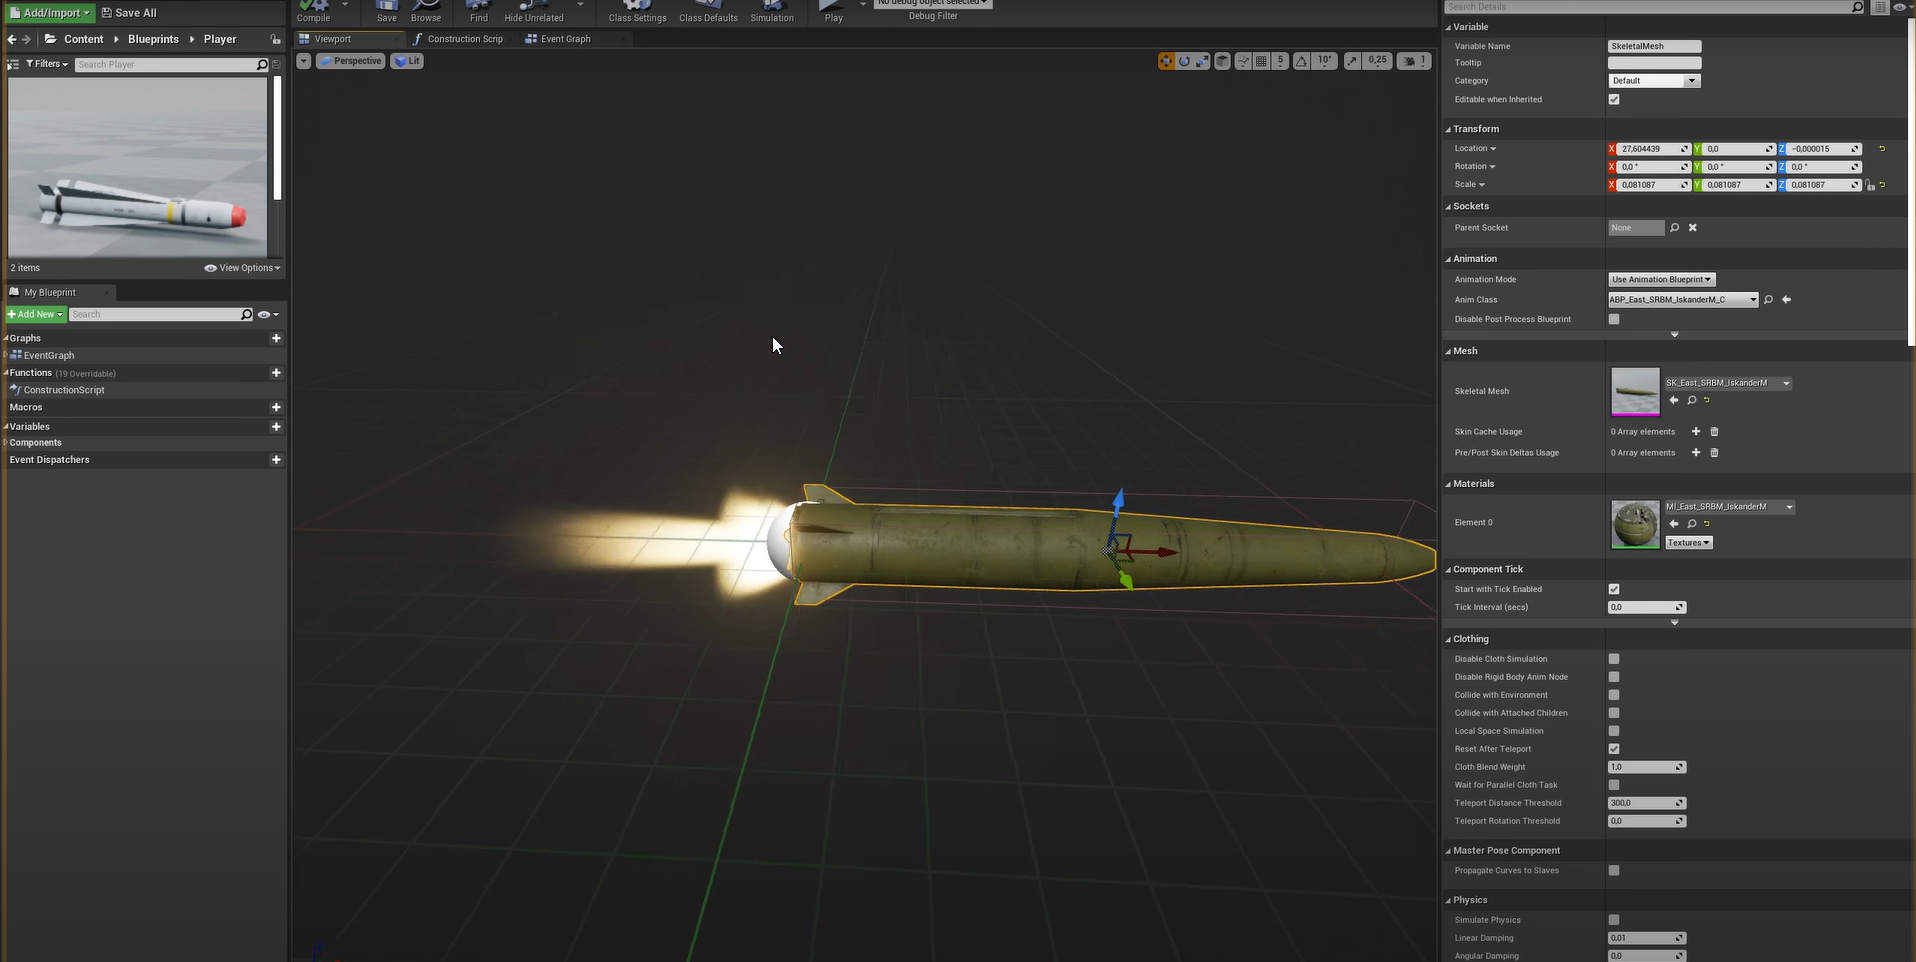 Add/Import
Save All
Content
Blueprints
Player
Filters
Search Player
2 items
View Options
My Blueprint
Add New
Search
Graphs
EventGraph
Functions (19 Overridable)
ConstructionScript
Macros
Variables
Components
Event Dispatchers
Compile
Save
Browse
Find
Hide Unrelated
Class Settings
Class Defaults
Simulation
Play
No debug object selected
Debug Filter
Viewport
Construction Scrip
Event Graph
Perspective
Lit
5
10°
0,25
1
Search Details
Variable
Variable Name SkeletalMesh
Tooltip
Category Default
Editable when Inherited
Transform
Location X 27,604439 Y 0,0 Z -0,000015
Rotation X 0,0 ° Y 0,0 ° Z 0,0 °
Scale X 0,081087 Y 0,081087 Z 0,081087
Sockets
Parent Socket None
Animation
Animation Mode Use Animation Blueprint
Anim Class ABP_East_SRBM_IskanderM_C
Disable Post Process Blueprint
Mesh
Skeletal Mesh SK_East_SRBM_IskanderM
Skin Cache Usage 0 Array elements
Pre/Post Skin Deltas Usage 0 Array elements
Materials
Element 0 MI_East_SRBM_IskanderM
Textures
Component Tick
Start with Tick Enabled
Tick Interval (secs) 0,0
Clothing
Disable Cloth Simulation
Disable Rigid Body Anim Node
Collide with Environment
Collide with Attached Children
Local Space Simulation
Reset After Teleport
Cloth Blend Weight 1,0
Wait for Parallel Cloth Task
Teleport Distance Threshold 300,0
Teleport Rotation Threshold 0,0
Master Pose Component
Propagate Curves to Slaves
Physics
Simulate Physics
Linear Damping 0,01
Angular Damping 0,0